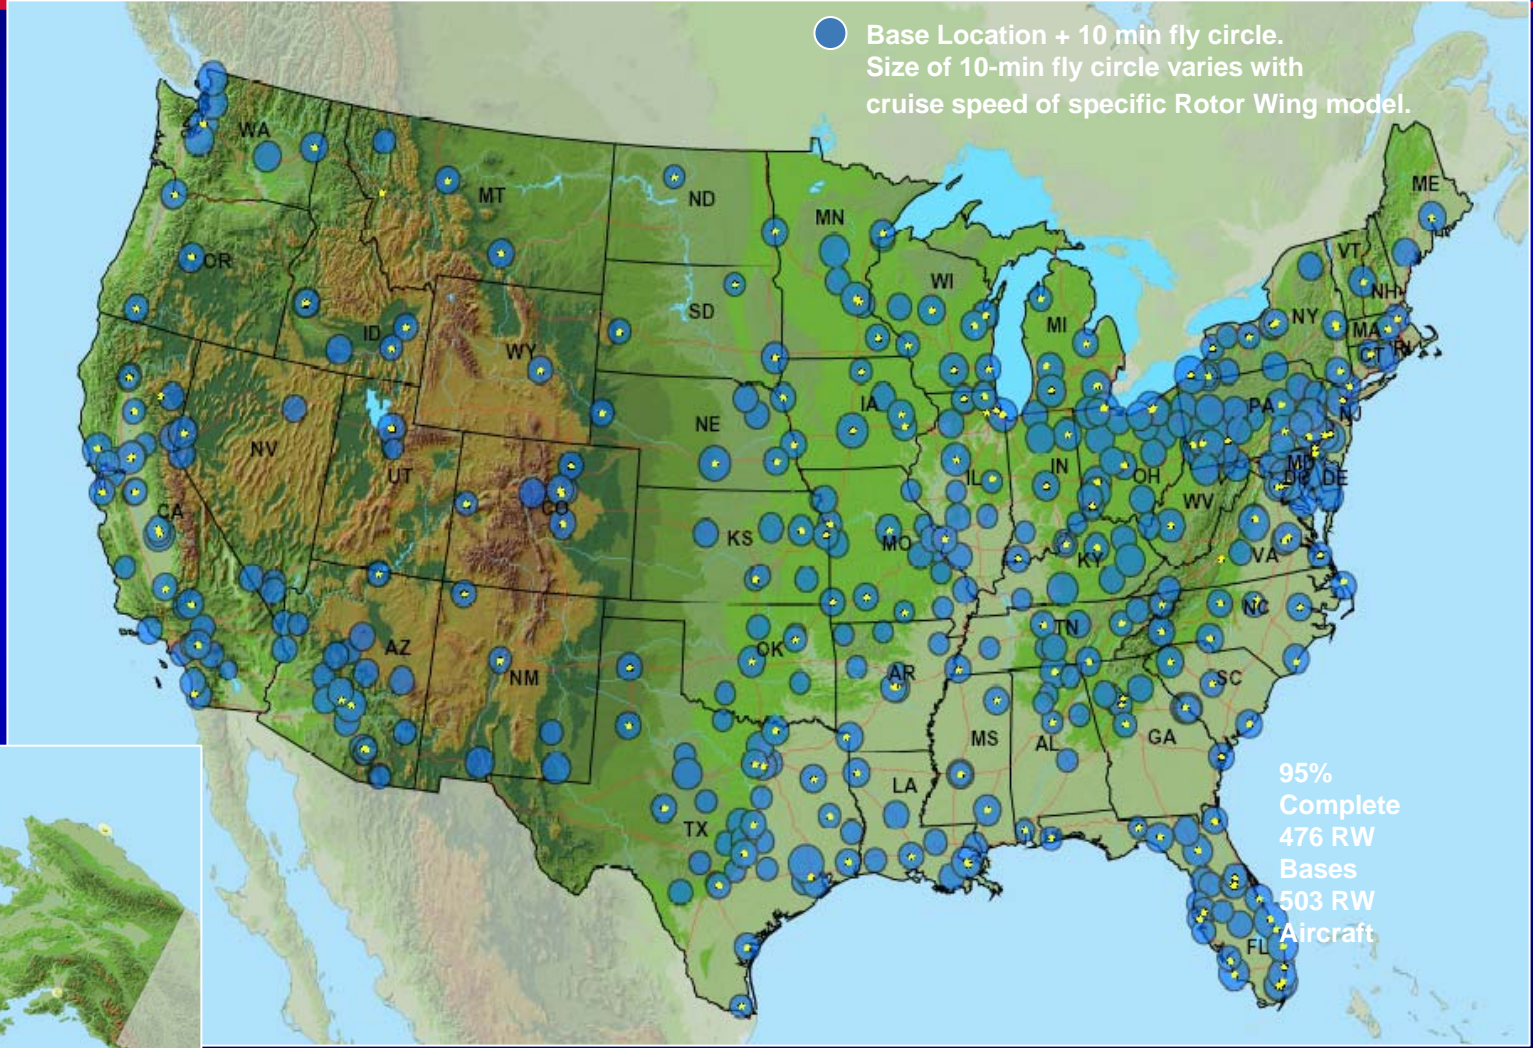 Base Location + 10 min fly circle.
Size of 10-min fly circle varies with
cruise speed of specific Rotor Wing model.
WA
MT
ND
MN
ME
OR
VT
ID
SD
WI
MI
NY
NH
MA
WY
CT
RI
NV
UT
NE
IA
PA
NJ
CA
CO
KS
MO
IL
IN
OH
WV
MD
DC
DE
KY
VA
AZ
NM
OK
AR
TN
NC
SC
TX
LA
MS
AL
GA
FL
95%
Complete
476 RW
Bases
503 RW
Aircraft